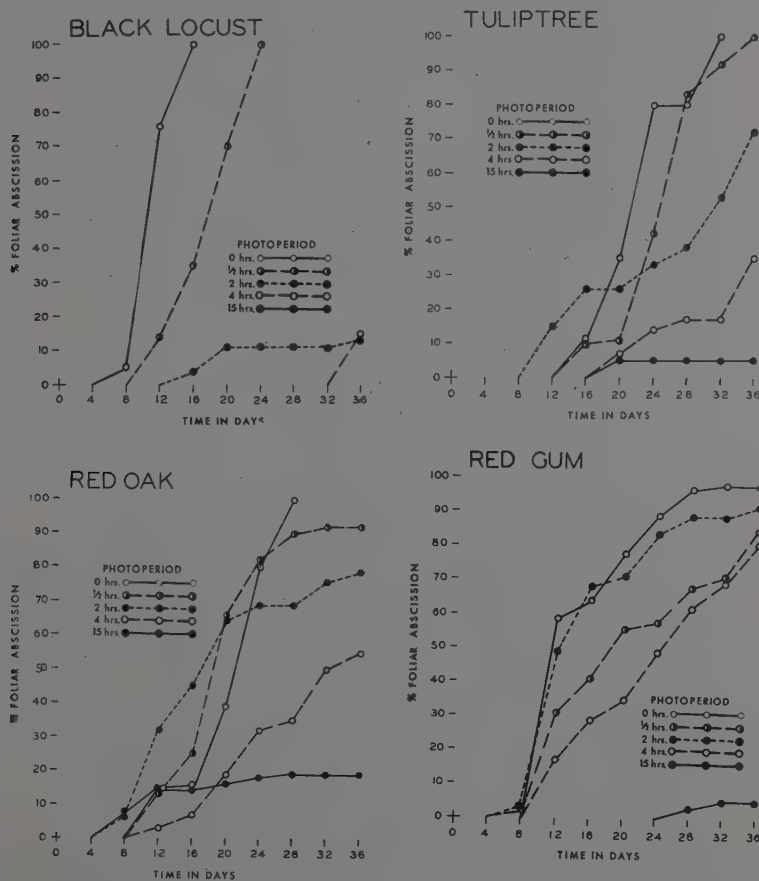 BLACK LOCUST
% FOLIAR ABSCISSION
100
90
80
70
60
50
40
30
20
10
0
PHOTOPERIOD
0 hrs.
½ hrs.
2 hrs.
4 hrs.
15 hrs.
0 4 8 12 16 20 24 28 32 36
TIME IN DAYS
TULIPTREE
% FOLIAR ABSCISSION
100
90
80
70
60
50
40
30
20
10
0
PHOTOPERIOD
0 hrs.
½ hrs.
2 hrs.
4 hrs.
15 hrs.
0 4 8 12 16 20 24 28 32 36
TIME IN DAYS
RED OAK
FOLIAR ABSCISSION
100
90
80
70
60
50
40
30
20
10
0
PHOTOPERIOD
0 hrs.
½ hrs.
2 hrs.
4 hrs.
15 hrs.
0 4 8 12 16 20 24 28 32 36
TIME IN DAYS
RED GUM
% FOLIAR ABSCISSION
100
90
80
70
60
50
40
30
20
10
0
PHOTOPERIOD
0 hrs.
½ hrs.
2 hrs.
4 hrs.
15 hrs.
0 4 8 12 16 20 24 28 32 36
TIME IN DAYS